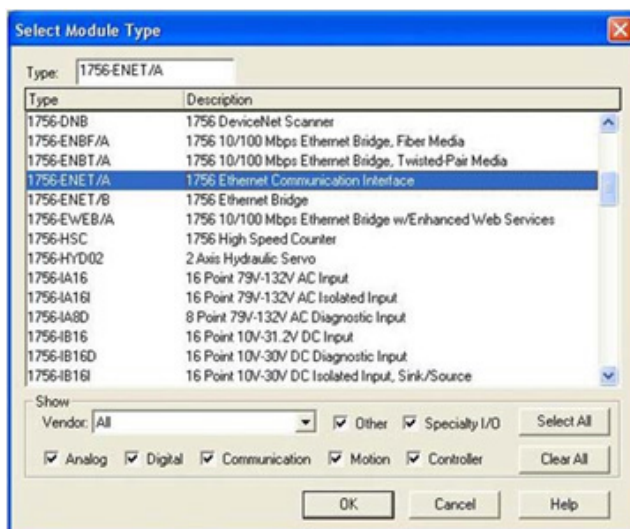 Select Module Type
Type: 1756-ENET/A
Type Description
1756-DNB 1756 DeviceNet Scanner
1756-ENBF/A 1756 10/100 Mbps Ethernet Bridge, Fiber Media
1756-ENBT/A 1756 10/100 Mbps Ethernet Bridge, Twisted-Pair Media
1756-ENET/A 1756 Ethernet Communication Interface
1756-ENET/B 1756 Ethernet Bridge
1756-EWEB/A 1756 10/100 Mbps Ethernet Bridge w/Enhanced Web Services
1756-HSC 1756 High Speed Counter
1756-HYD02 2 Axis Hydraulic Servo
1756-IA16 16 Point 79V-132V AC Input
1756-IA16I 16 Point 79V-132V AC Isolated Input
1756-IA8D 8 Point 79V-132V AC Diagnostic Input
1756-IB16 16 Point 10V-31.2V DC Input
1756-IB16D 16 Point 10V-30V DC Diagnostic Input
1756-IB16I 16 Point 10V-30V DC Isolated Input, Sink/Source
Show
Vendor: All Other Specialty I/O Select All
Analog Digital Communication Motion Controller Clear All
OK Cancel Help